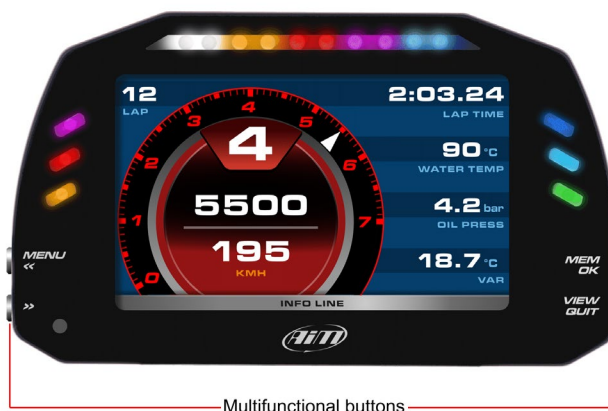 12
LAP
2:03.24
LAP TIME
90 °C
WATER TEMP
4.2 bar
OIL PRESS
18.7 °C
VAR
0
1
2
3
4
5
6
7
4
5500
195
KMH
INFO LINE
MENU
<<
>>
MEM
OK
VIEW
QUIT
AiM
Multifunctional buttons